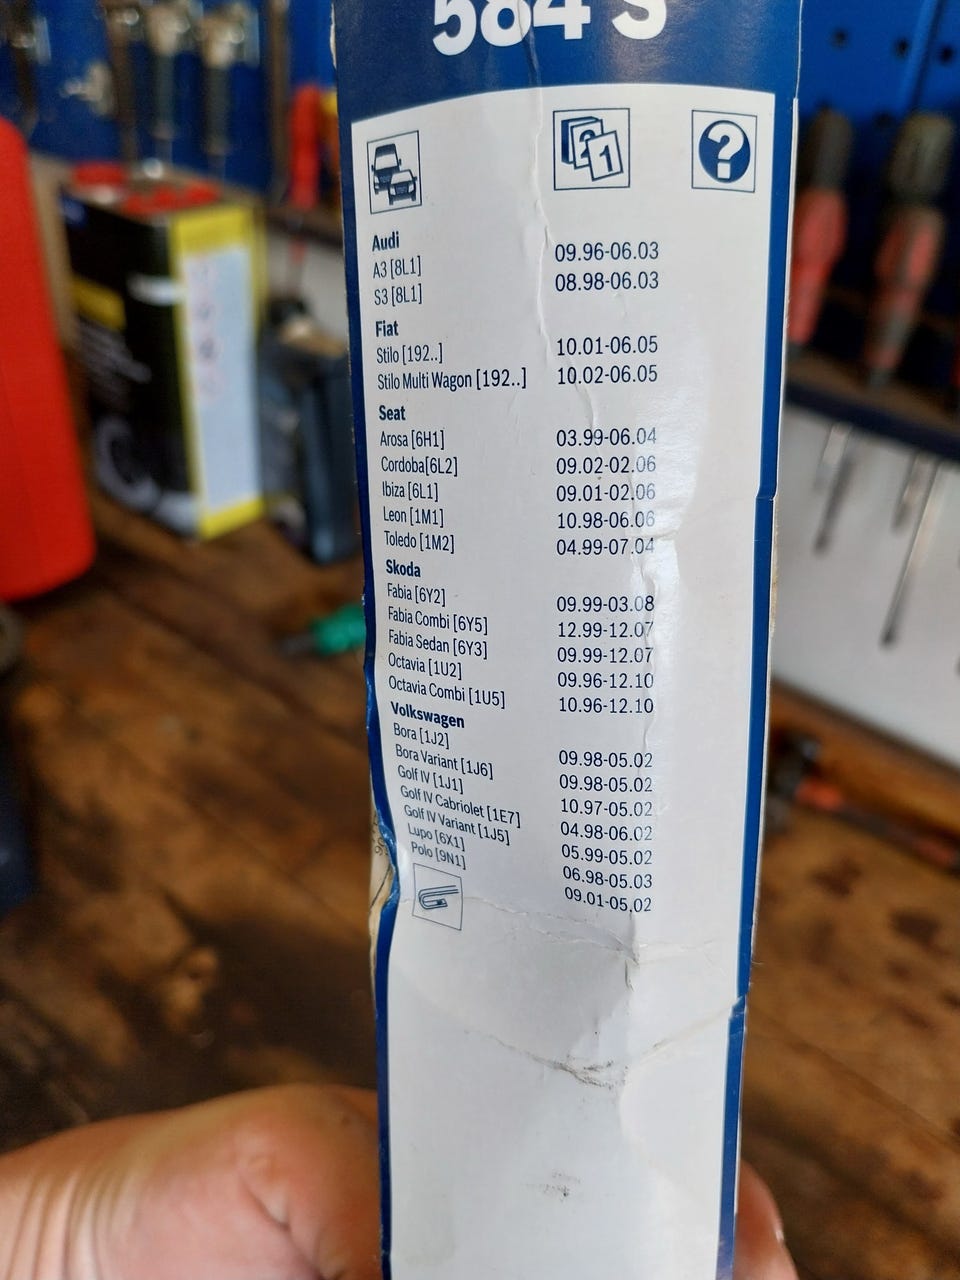 584 S
Audi
A3 [8L1] 09.96-06.03
S3 [8L1] 08.98-06.03
Fiat
Stilo [192..] 10.01-06.05
Stilo Multi Wagon [192..] 10.02-06.05
Seat
Arosa [6H1] 03.99-06.04
Cordoba[6L2] 09.02-02.06
Ibiza [6L1] 09.01-02.06
Leon [1M1] 10.98-06.06
Toledo [1M2] 04.99-07.04
Skoda
Fabia [6Y2] 09.99-03.08
Fabia Combi [6Y5] 12.99-12.07
Fabia Sedan [6Y3] 09.99-12.07
Octavia [1U2] 09.96-12.10
Octavia Combi [1U5] 10.96-12.10
Volkswagen
Bora [1J2] 09.98-05.02
Bora Variant [1J6] 09.98-05.02
Golf IV [1J1] 10.97-05.02
Golf IV Cabriolet [1E7] 04.98-06.02
Golf IV Variant [1J5] 05.99-05.02
Lupo [6X1] 06.98-05.03
Polo [9N1] 09.01-05.02